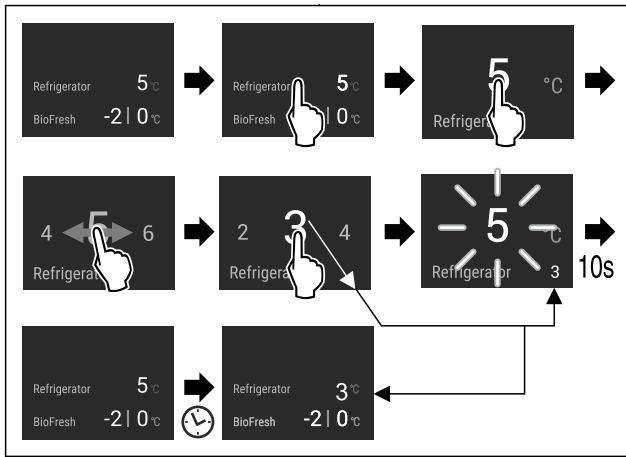 Refrigerator 5°C
BioFresh -2| 0°C
Refrigerator 5°C
BioFresh -2| 0°C
5 °C
Refrigerator
4 5 6
Refrigerator
2 3 4
Refrigerator
5 °C
Refrigerator 3
10s
Refrigerator 5°C
BioFresh -2| 0°C
Refrigerator 3°C
BioFresh -2| 0°C